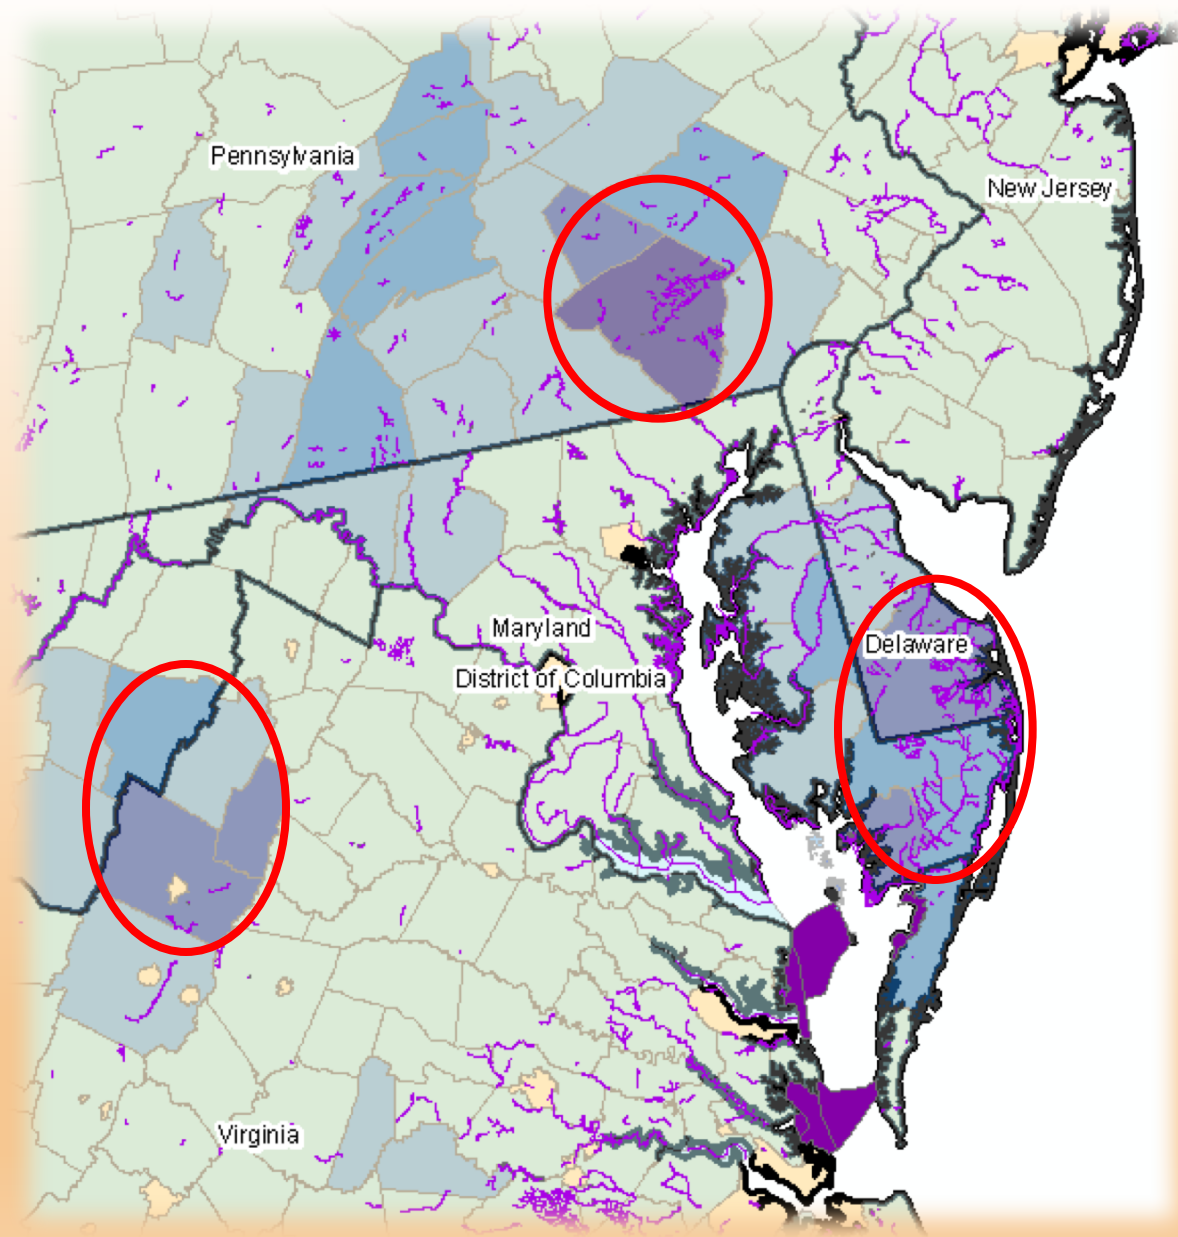 Pennsylvania
New Jersey
Maryland
Delaware
District of Columbia
Virginia